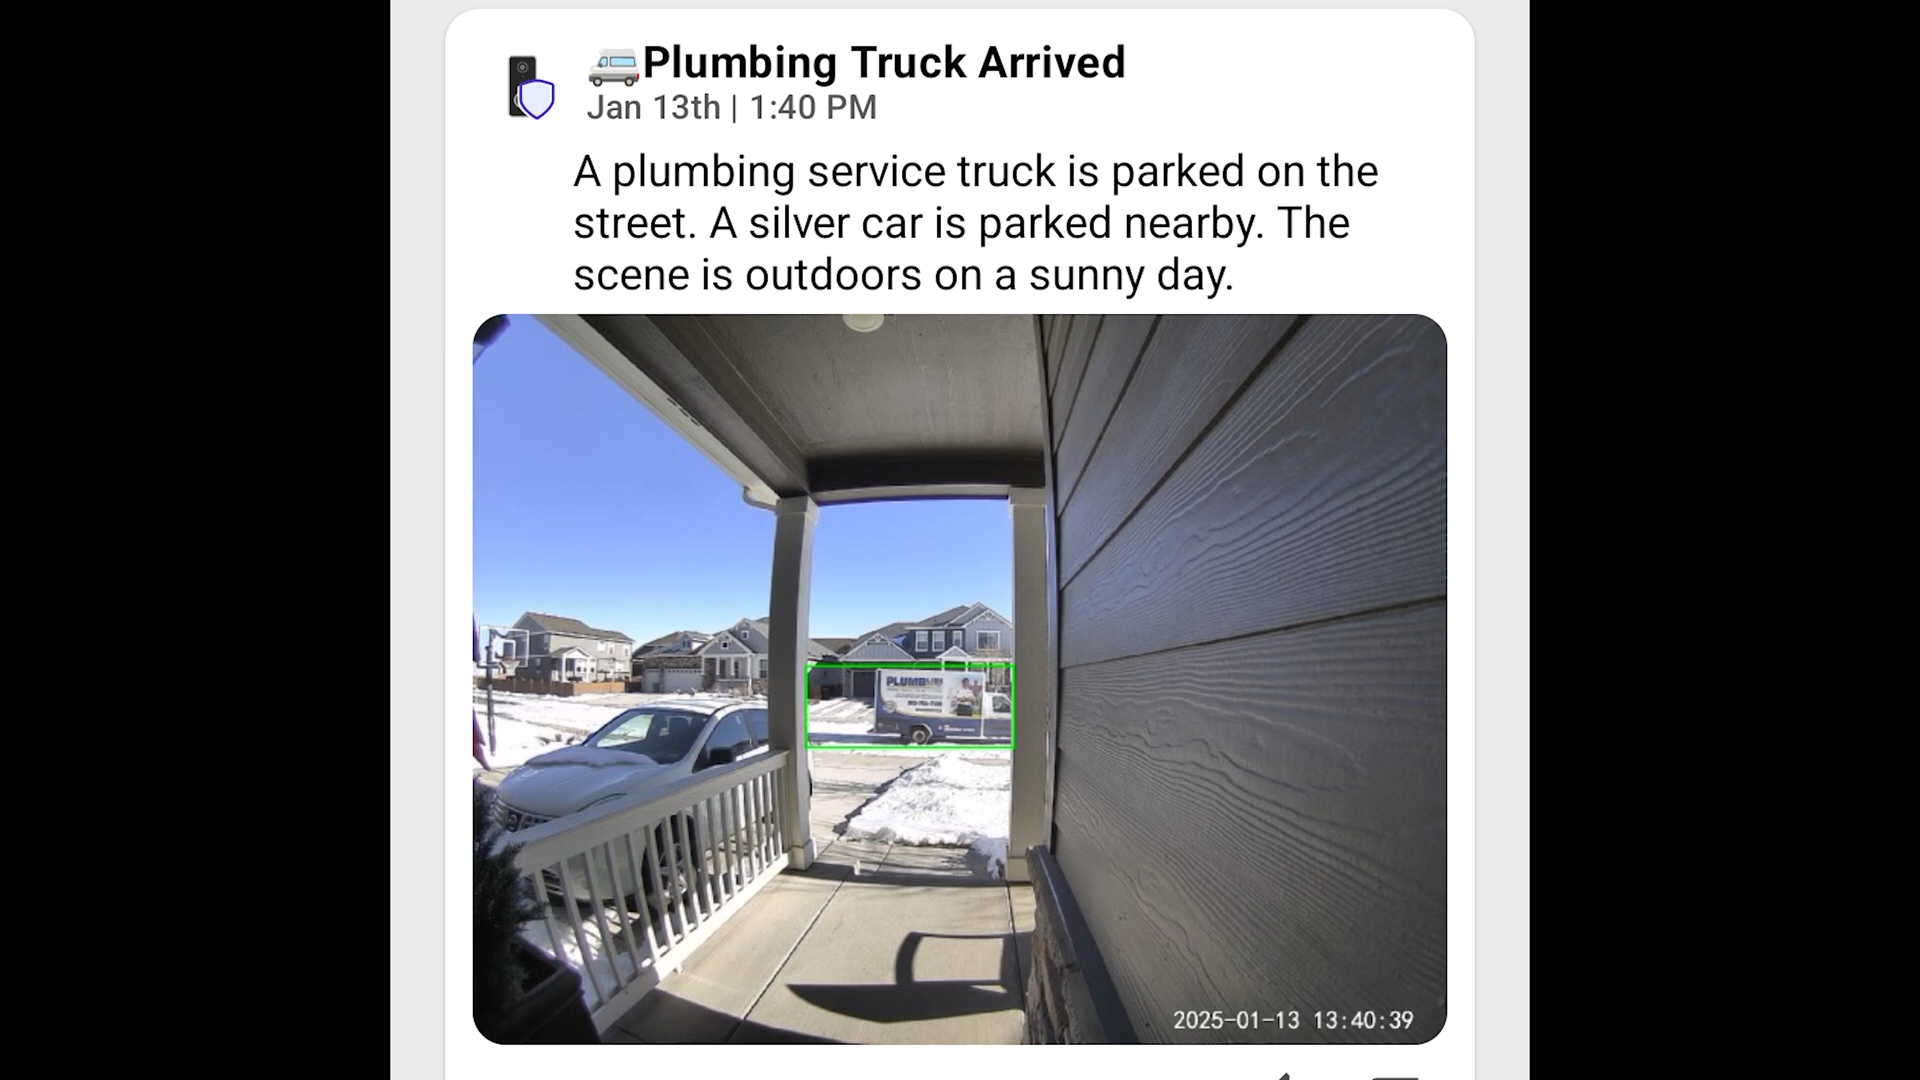 Plumbing Truck Arrived
Jan 13th | 1:40 PM
A plumbing service truck is parked on the
street. A silver car is parked nearby. The
scene is outdoors on a sunny day.
2025-01-13 13:40:39